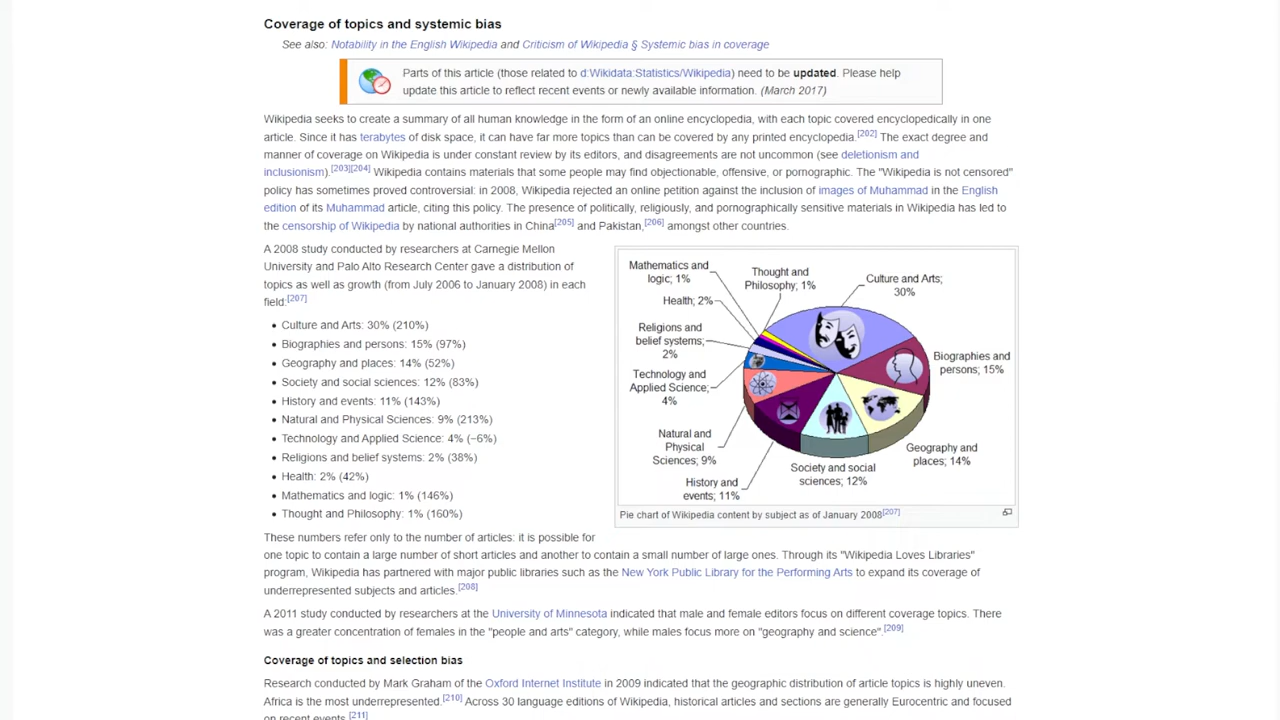 Coverage of topics and systemic bias
See also: Notability in the English Wikipedia and Criticism of Wikipedia § Systemic bias in coverage
Parts of this article (those related to d:Wikidata:Statistics/Wikipedia) need to be updated. Please help
update this article to reflect recent events or newly available information. (March 2017)
Wikipedia seeks to create a summary of all human knowledge in the form of an online encyclopedia, with each topic covered encyclopedically in one
article. Since it has terabytes of disk space, it can have far more topics than can be covered by any printed encyclopedia.[202] The exact degree and
manner of coverage on Wikipedia is under constant review by its editors, and disagreements are not uncommon (see deletionism and
inclusionism).[203][204] Wikipedia contains materials that some people may find objectionable, offensive, or pornographic. The "Wikipedia is not censored"
policy has sometimes proved controversial: in 2008, Wikipedia rejected an online petition against the inclusion of images of Muhammad in the English
edition of its Muhammad article, citing this policy. The presence of politically, religiously, and pornographically sensitive materials in Wikipedia has led to
the censorship of Wikipedia by national authorities in China[205] and Pakistan,[206] amongst other countries.
A 2008 study conducted by researchers at Carnegie Mellon
University and Palo Alto Research Center gave a distribution of
topics as well as growth (from July 2006 to January 2008) in each
field:[207]
• Culture and Arts: 30% (210%)
• Biographies and persons: 15% (97%)
• Geography and places: 14% (52%)
• Society and social sciences: 12% (83%)
• History and events: 11% (143%)
• Natural and Physical Sciences: 9% (213%)
• Technology and Applied Science: 4% (−6%)
• Religions and belief systems: 2% (38%)
• Health: 2% (42%)
• Mathematics and logic: 1% (146%)
• Thought and Philosophy: 1% (160%)
Mathematics and
logic; 1%
Thought and
Philosophy; 1%
Culture and Arts;
30%
Health; 2%
Religions and
belief systems;
2%
Biographies and
persons; 15%
Technology and
Applied Science;
4%
Natural and
Physical
Sciences; 9%
Geography and
places; 14%
Society and social
sciences; 12%
History and
events; 11%
Pie chart of Wikipedia content by subject as of January 2008[207]
These numbers refer only to the number of articles: it is possible for
one topic to contain a large number of short articles and another to contain a small number of large ones. Through its "Wikipedia Loves Libraries"
program, Wikipedia has partnered with major public libraries such as the New York Public Library for the Performing Arts to expand its coverage of
underrepresented subjects and articles.[208]
A 2011 study conducted by researchers at the University of Minnesota indicated that male and female editors focus on different coverage topics. There
was a greater concentration of females in the "people and arts" category, while males focus more on "geography and science".[209]
Coverage of topics and selection bias
Research conducted by Mark Graham of the Oxford Internet Institute in 2009 indicated that the geographic distribution of article topics is highly uneven.
Africa is the most underrepresented.[210] Across 30 language editions of Wikipedia, historical articles and sections are generally Eurocentric and focused
on recent events.[211]